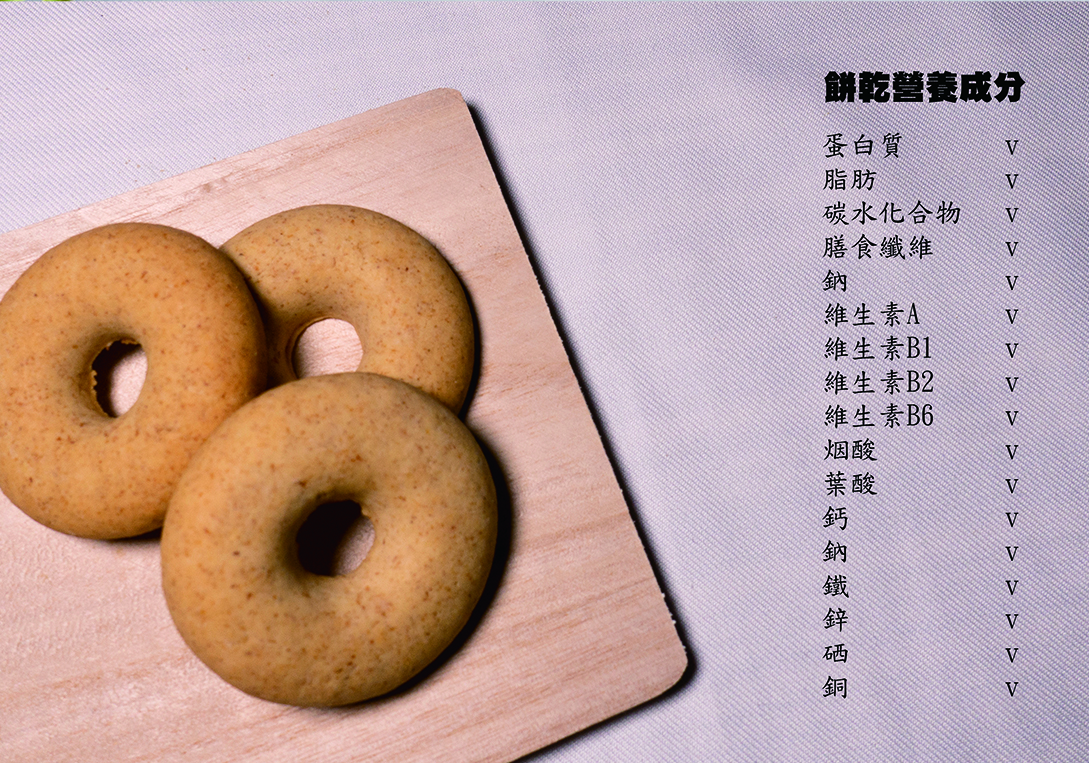 餅乾營養成分
蛋白質 v
脂肪 v
碳水化合物 v
膳食纖維 v
鈉 v
維生素A v
維生素B1 v
維生素B2 v
維生素B6 v
烟酸 v
葉酸 v
鈣 v
鈉 v
鐵 v
鋅 v
硒 v
銅 v